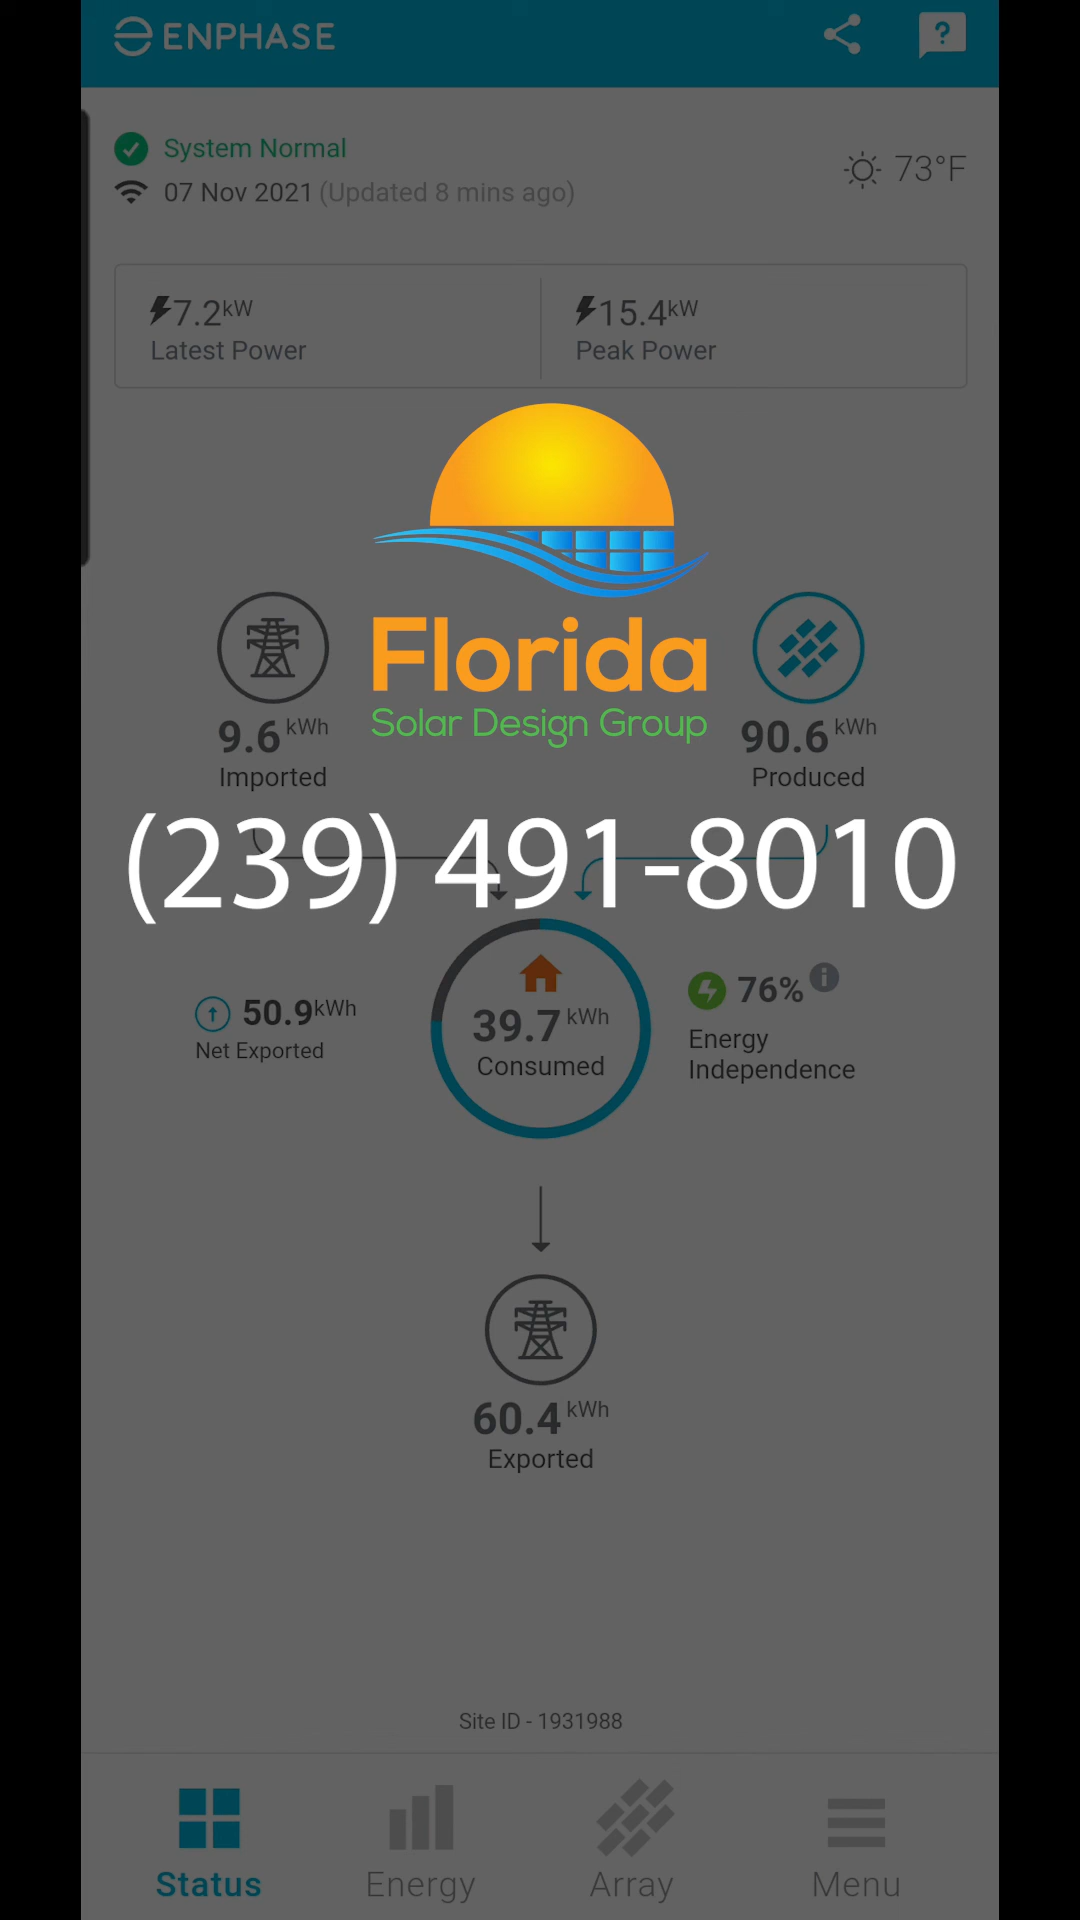 ENPHASE
?
System Normal
07 Nov 2021 (Updated 8 mins ago)
73°F
7.2kW
Latest Power
15.4kW
Peak Power
Florida
Solar Design Group
9.6 kWh
Imported
90.6 kWh
Produced
(239) 491-8010
50.9kWh
Net Exported
39.7 kWh
Consumed
76% i
Energy
Independence
60.4 kWh
Exported
Site ID - 1931988
Status
Energy
Array
Menu